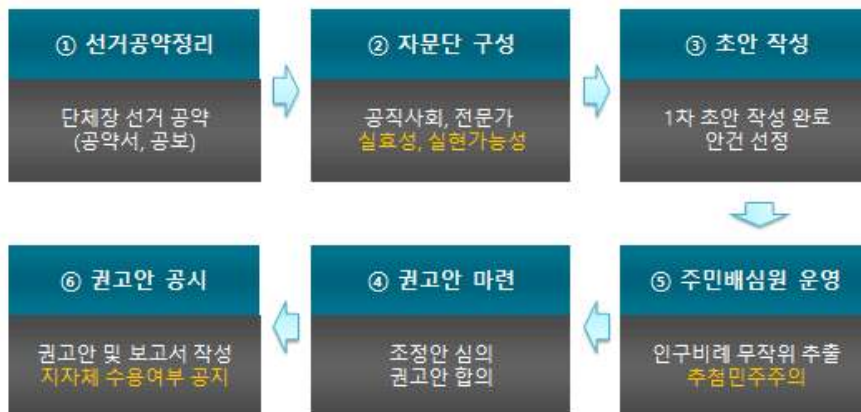 ① 선거공약정리
단체장 선거 공약
(공약서, 공보)
② 자문단 구성
공직사회, 전문가
실효성, 실현가능성
③ 초안 작성
1차 초안 작성 완료
안건 선정
⑥ 권고안 공시
권고안 및 보고서 작성
지자체 수용여부 공지
④ 권고안 마련
조정안 심의
권고안 합의
⑤ 주민배심원 운영
인구비례 무작위 추출
추첨민주주의